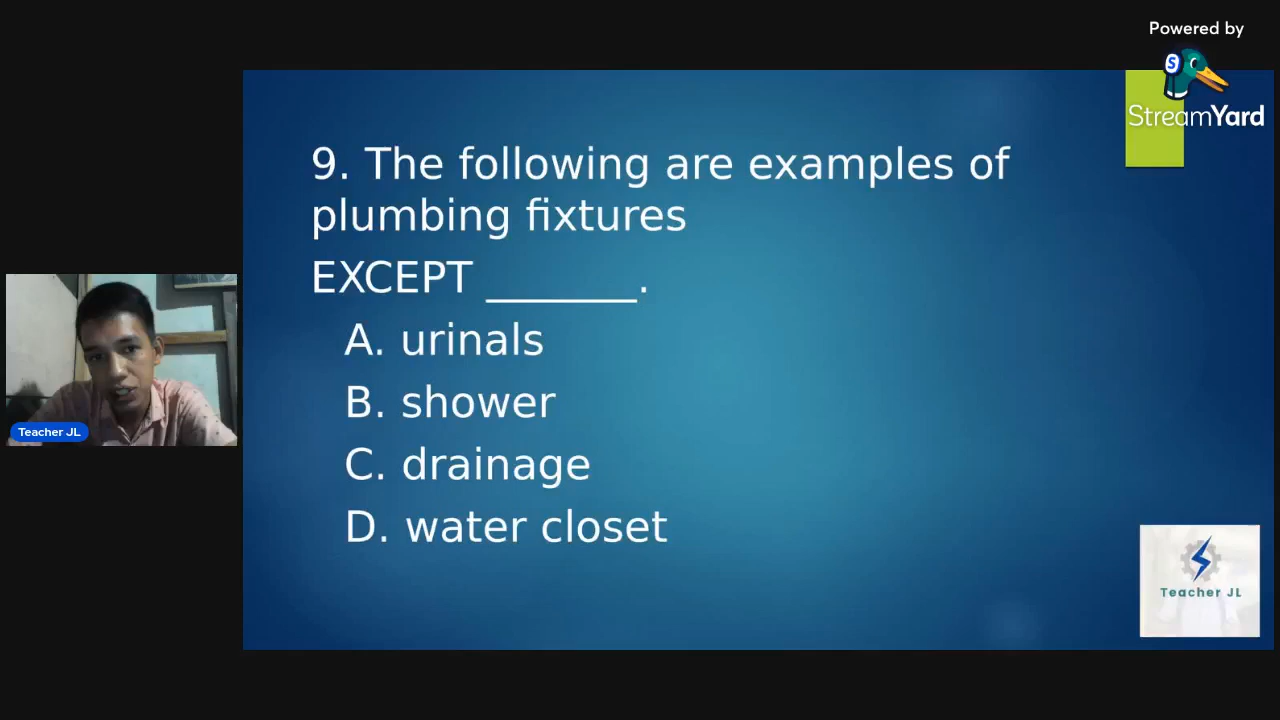 Powered by
StreamYard
9. The following are examples of
plumbing fixtures
EXCEPT _______.
A. urinals
B. shower
C. drainage
D. water closet
Teacher JL
Teacher JL